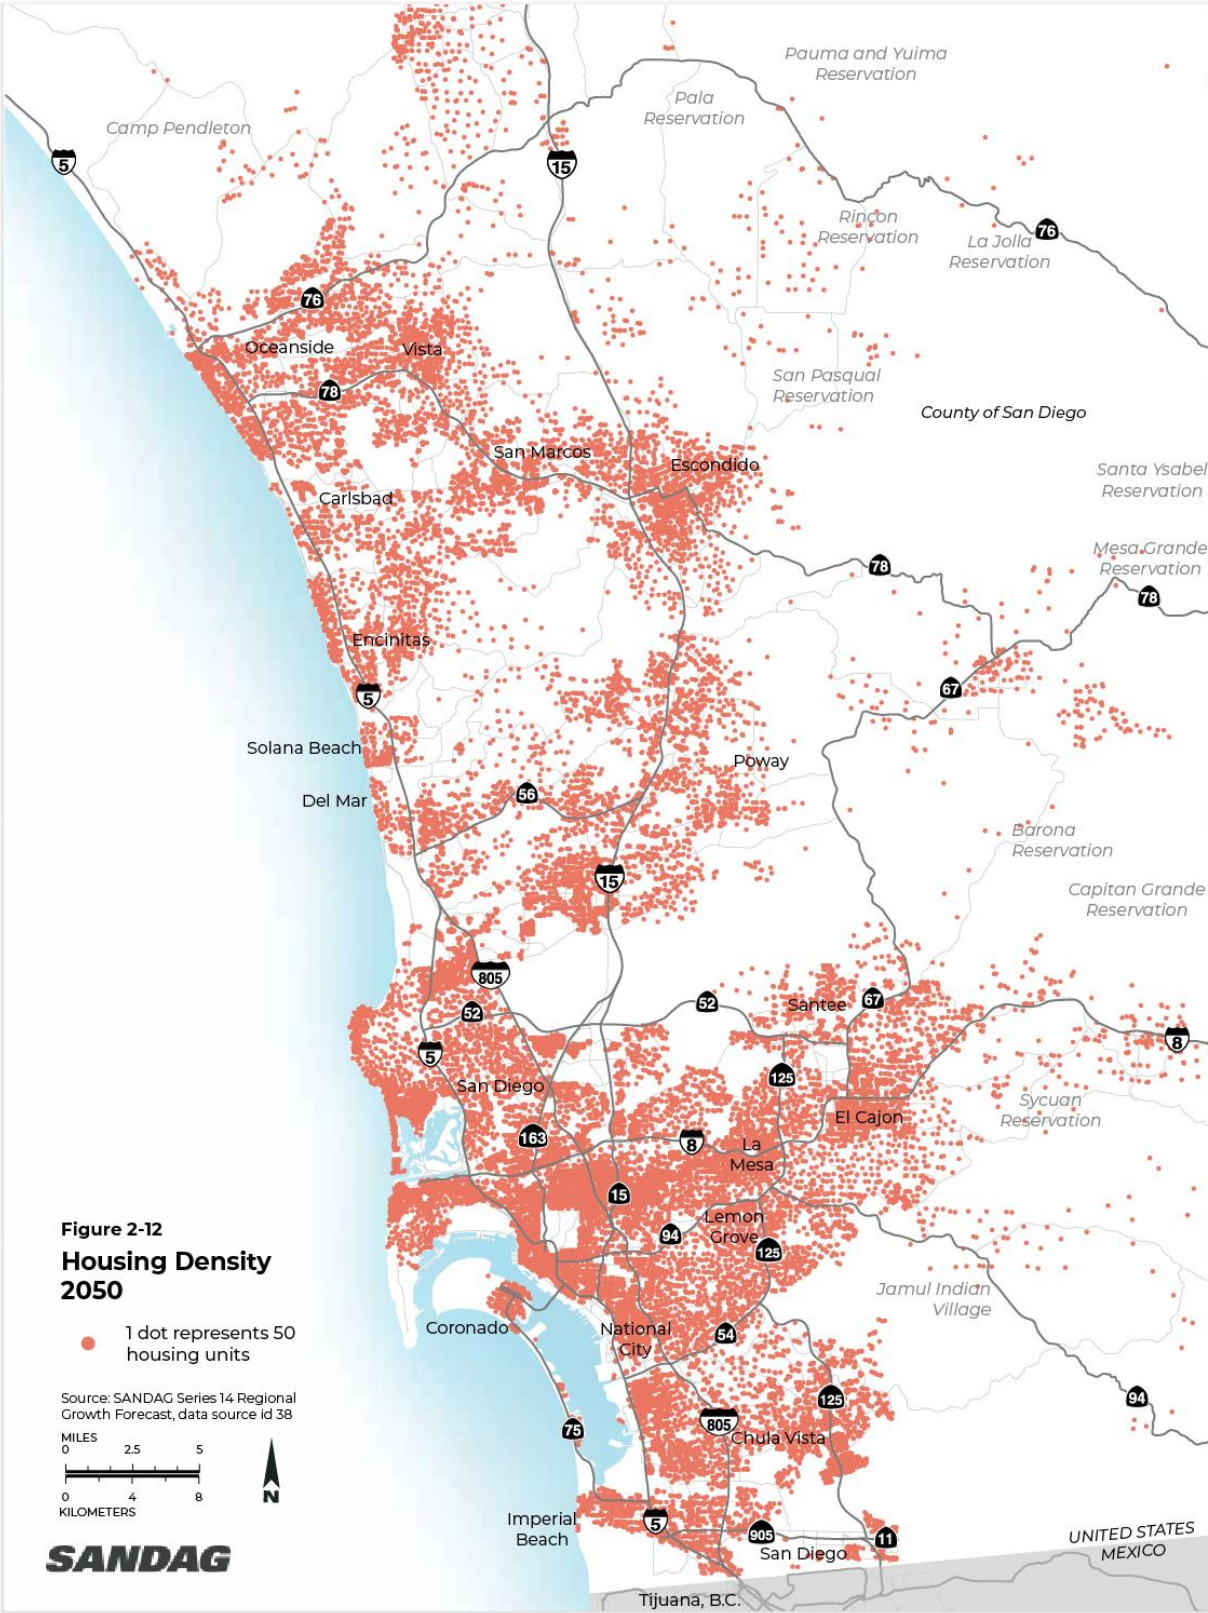 Pauma and Yuima
Reservation
Pala
Reservation
Camp Pendleton
5
15
Rincon
Reservation
76
La Jolla
Reservation
76
Oceanside
Vista
78
San Pasqual
Reservation
County of San Diego
San Marcos
Escondido
Santa Ysabel
Reservation
Carlsbad
Mesa Grande
Reservation
78
78
Encinitas
67
5
Solana Beach
Poway
56
Del Mar
Barona
Reservation
15
Capitan Grande
Reservation
805
52
Santee
67
52
5
8
125
San Diego
Sycuan
Reservation
El Cajon
163
8
La
Mesa
15
Lemon
Grove
94
125
Figure 2-12
Housing Density
2050
1 dot represents 50
housing units
Jamul Indian
Village
Coronado
National
City
54
Source: SANDAG Series 14 Regional
Growth Forecast, data source id 38
MILES
0 2.5 5
0 4 8
KILOMETERS
N
125
94
805
75
Chula Vista
Imperial
Beach
5
905
11
San Diego
UNITED STATES
MEXICO
SANDAG
Tijuana, B.C.